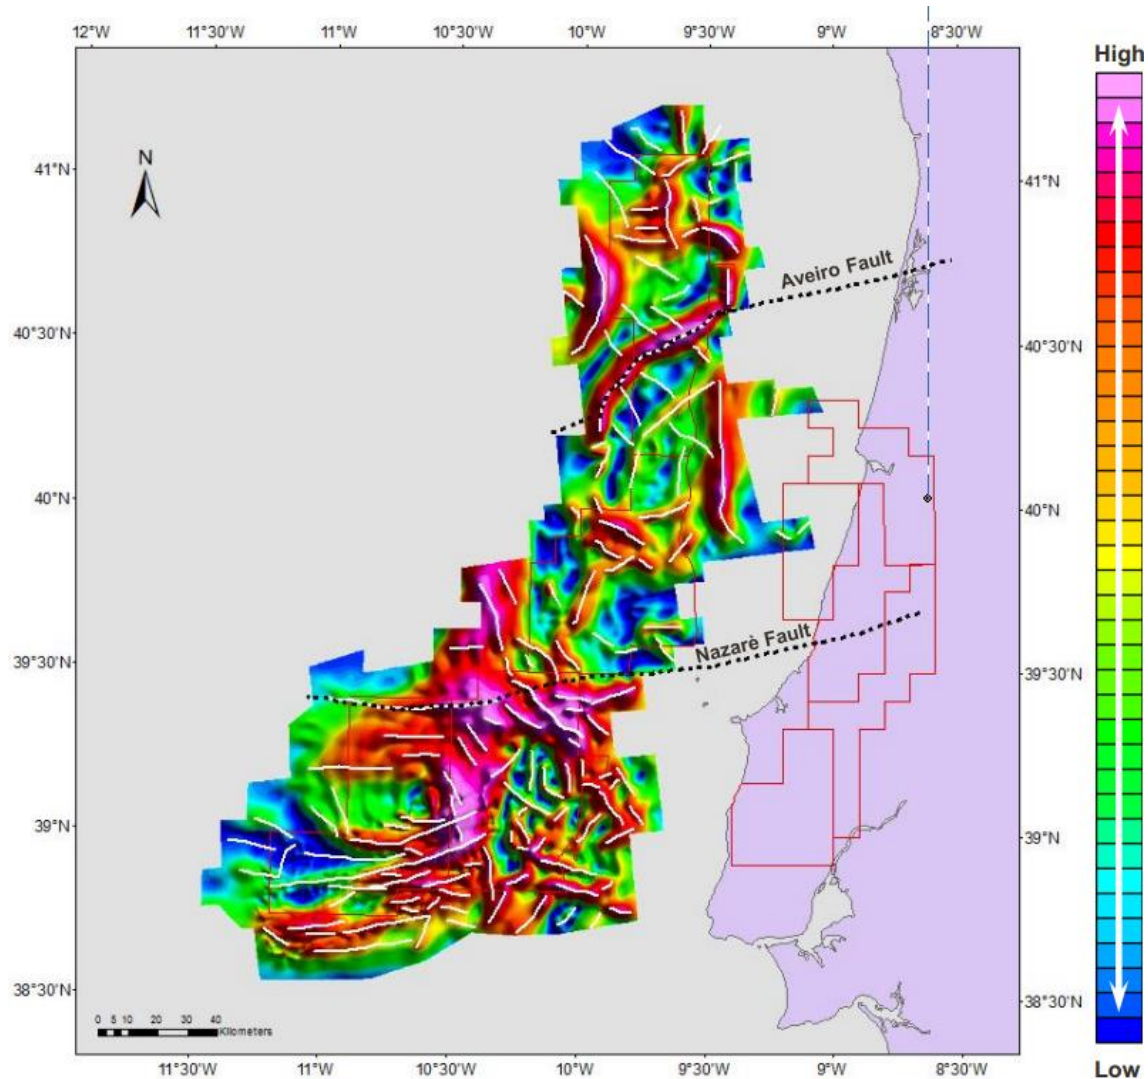 12°W 11°30'W 11°W 10°30'W 10°W 9°30'W 9°W 8°30'W
High
N
41°N 41°N
Aveiro Fault
40°30'N 40°30'N
40°N 40°N
Nazarè Fault
39°30'N 39°30'N
39°N 39°N
38°30'N 38°30'N
0 5 10 20 30 40
Kilometers
11°30'W 11°W 10°30'W 10°W 9°30'W 9°W 8°30'W
Low